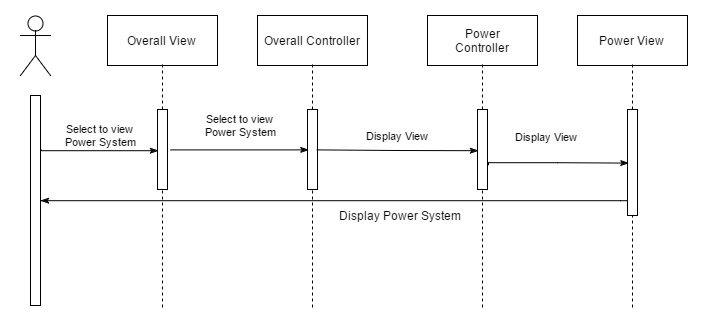 Overall View
Overall Controller
Power
Controller
Power View
Select to view
Power System
Select to view
Power System
Display View
Display View
Display Power System